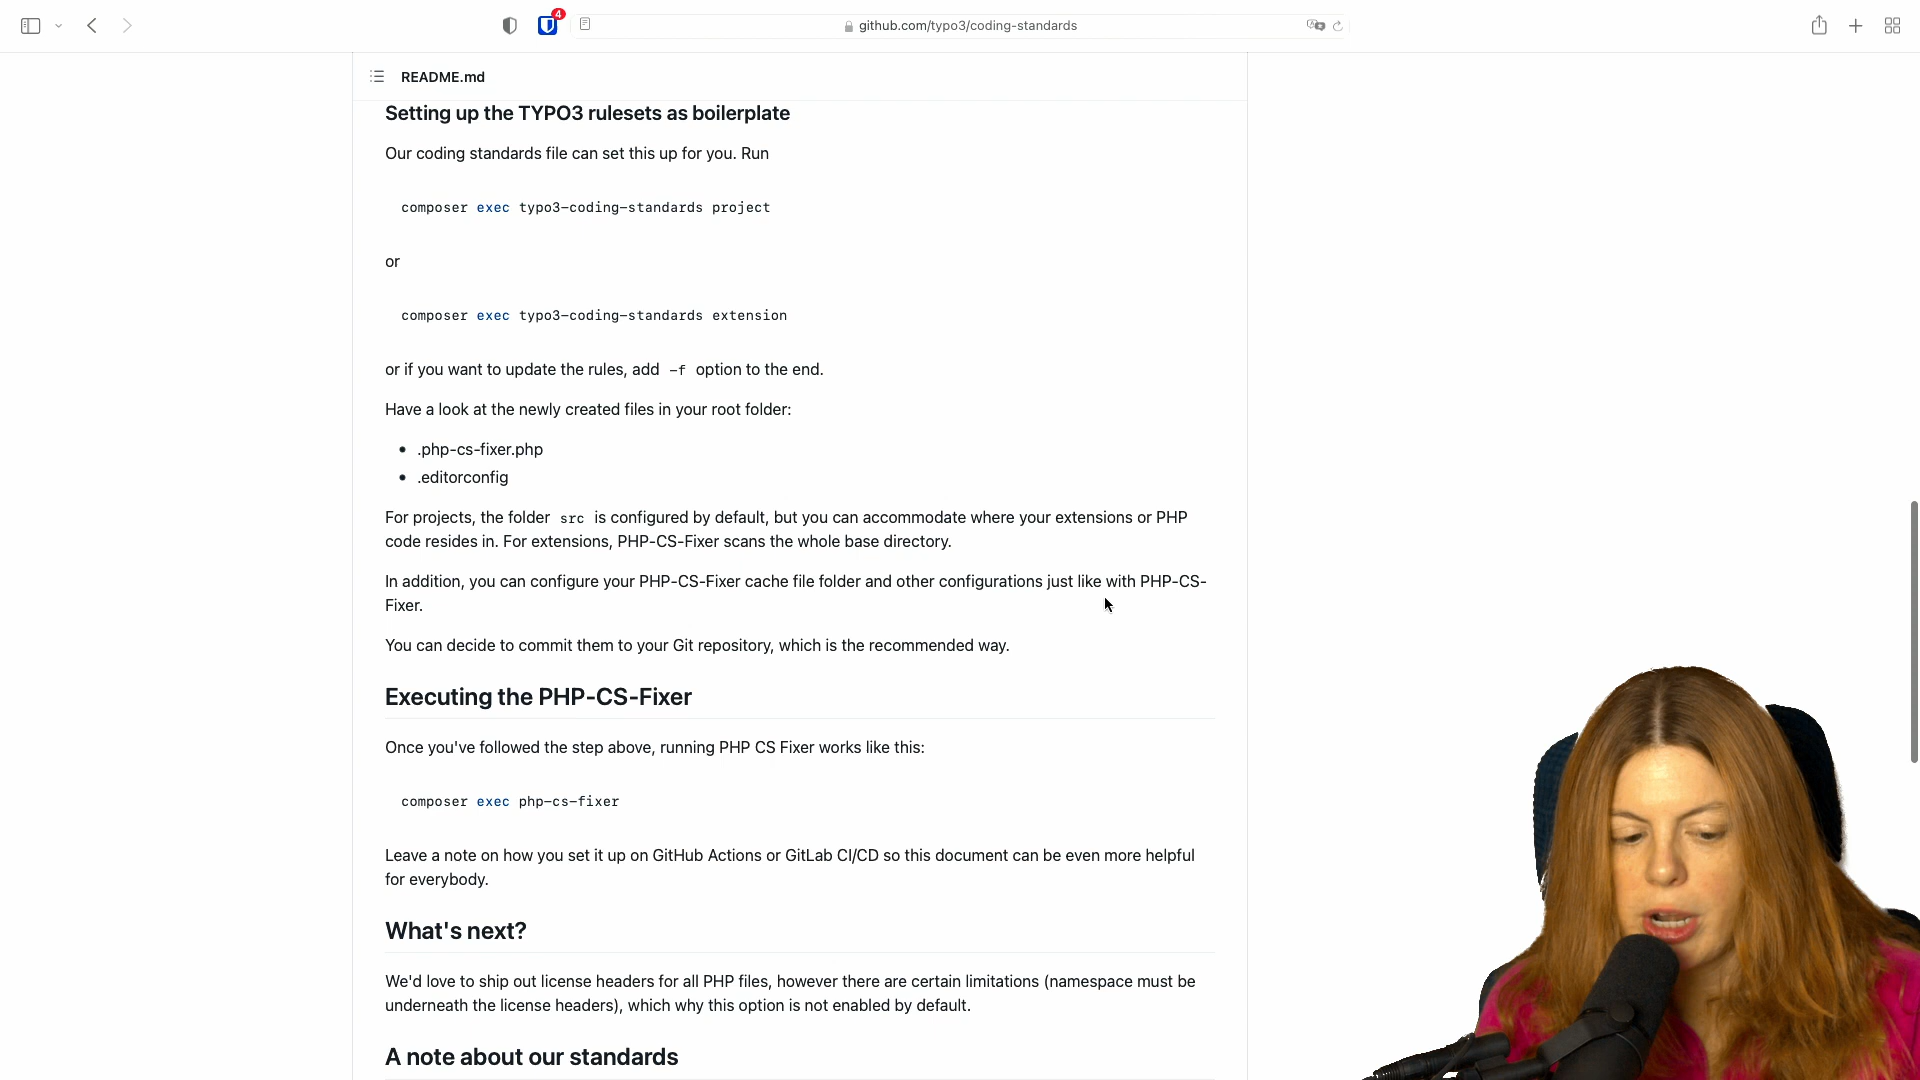 4
github.com/typo3/coding-standards
README.md
Setting up the TYPO3 rulesets as boilerplate
Our coding standards file can set this up for you. Run
composer exec typo3-coding-standards project
or
composer exec typo3-coding-standards extension
or if you want to update the rules, add -f option to the end.
Have a look at the newly created files in your root folder:
• .php-cs-fixer.php
• .editorconfig
For projects, the folder src is configured by default, but you can accommodate where your extensions or PHP
code resides in. For extensions, PHP-CS-Fixer scans the whole base directory.
In addition, you can configure your PHP-CS-Fixer cache file folder and other configurations just like with PHP-CS-
Fixer.
You can decide to commit them to your Git repository, which is the recommended way.
Executing the PHP-CS-Fixer
Once you've followed the step above, running PHP CS Fixer works like this:
composer exec php-cs-fixer
Leave a note on how you set it up on GitHub Actions or GitLab CI/CD so this document can be even more helpful
for everybody.
What's next?
We'd love to ship out license headers for all PHP files, however there are certain limitations (namespace must be
underneath the license headers), which why this option is not enabled by default.
A note about our standards